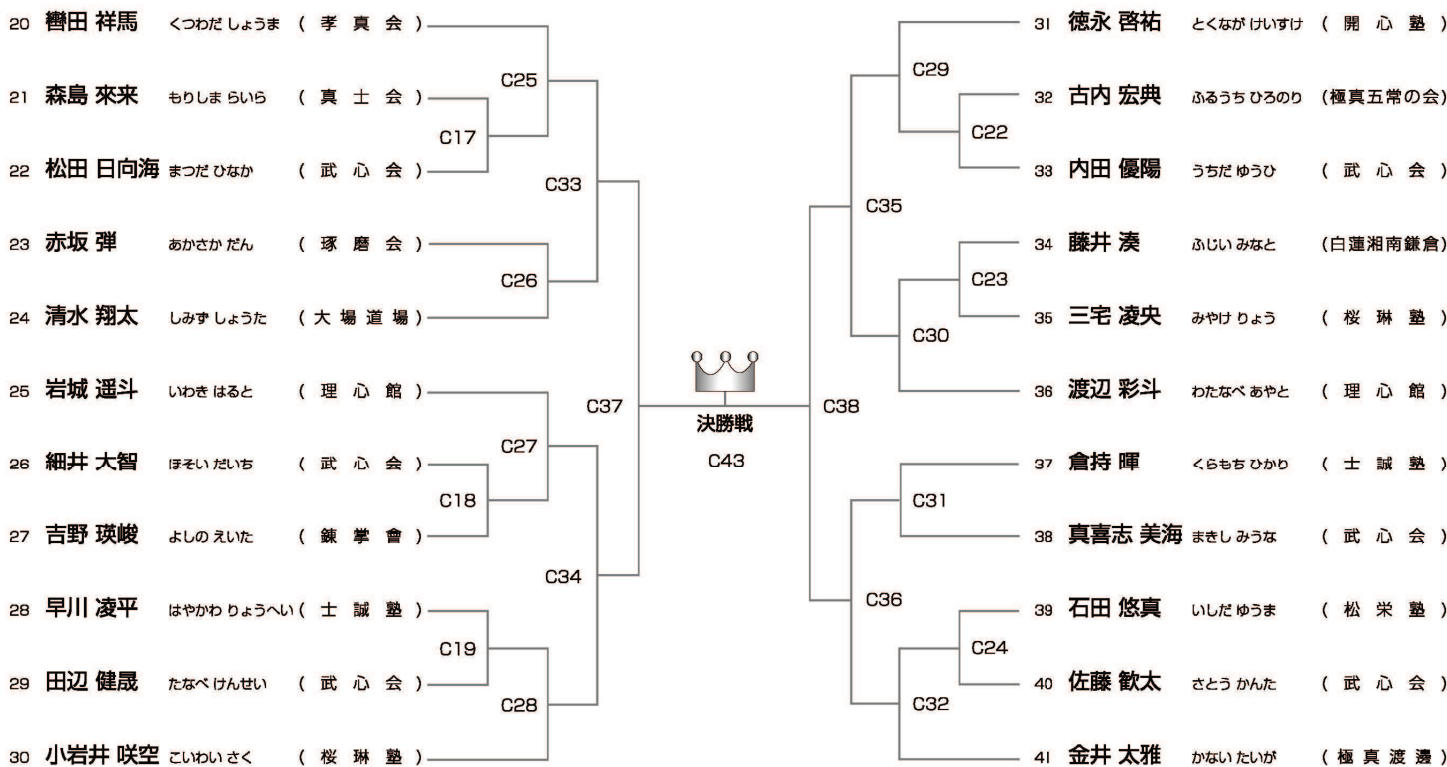 20 轡田 祥馬 くつわだ しょうま ( 孝 真 会 )
C25
21 森島 來来 もりしま らいら ( 真 士 会 )
C17
22 松田 日向海 まつだ ひなか ( 武 心 会 )
C33
23 赤坂 弾 あかさか だん ( 琢 磨 会 )
C26
24 清水 翔太 しみず しょうた ( 大 場 道 場 )
C37
25 岩城 遥斗 いわき はると ( 理 心 館 )
C27
26 細井 大智 ほそい だいち ( 武 心 会 )
C18
27 吉野 瑛峻 よしの えいた ( 錬 掌 會 )
C34
28 早川 凌平 はやかわ りょうへい ( 士 誠 塾 )
C19
29 田辺 健晟 たなべ けんせい ( 武 心 会 )
C28
30 小岩井 咲空 こいわい さく ( 桜 琳 塾 )
決勝戦
C43
31 徳永 啓祐 とくなが けいすけ ( 開 心 塾 )
C29
32 古内 宏典 ふるうち ひろのり (極真五常の会)
C22
33 内田 優陽 うちだ ゆうひ ( 武 心 会 )
C35
34 藤井 湊 ふじい みなと (白蓮湘南鎌倉)
C23
35 三宅 凌央 みやけ りょう ( 桜 琳 塾 )
C30
36 渡辺 彩斗 わたなべ あやと ( 理 心 館 )
C38
37 倉持 暉 くらもち ひかり ( 士 誠 塾 )
C31
38 真喜志 美海 まきし みうな ( 武 心 会 )
C36
39 石田 悠真 いしだ ゆうま ( 松 栄 塾 )
C24
40 佐藤 歓太 さとう かんた ( 武 心 会 )
C32
41 金井 太雅 かない たいが ( 極 真 渡 邊 )